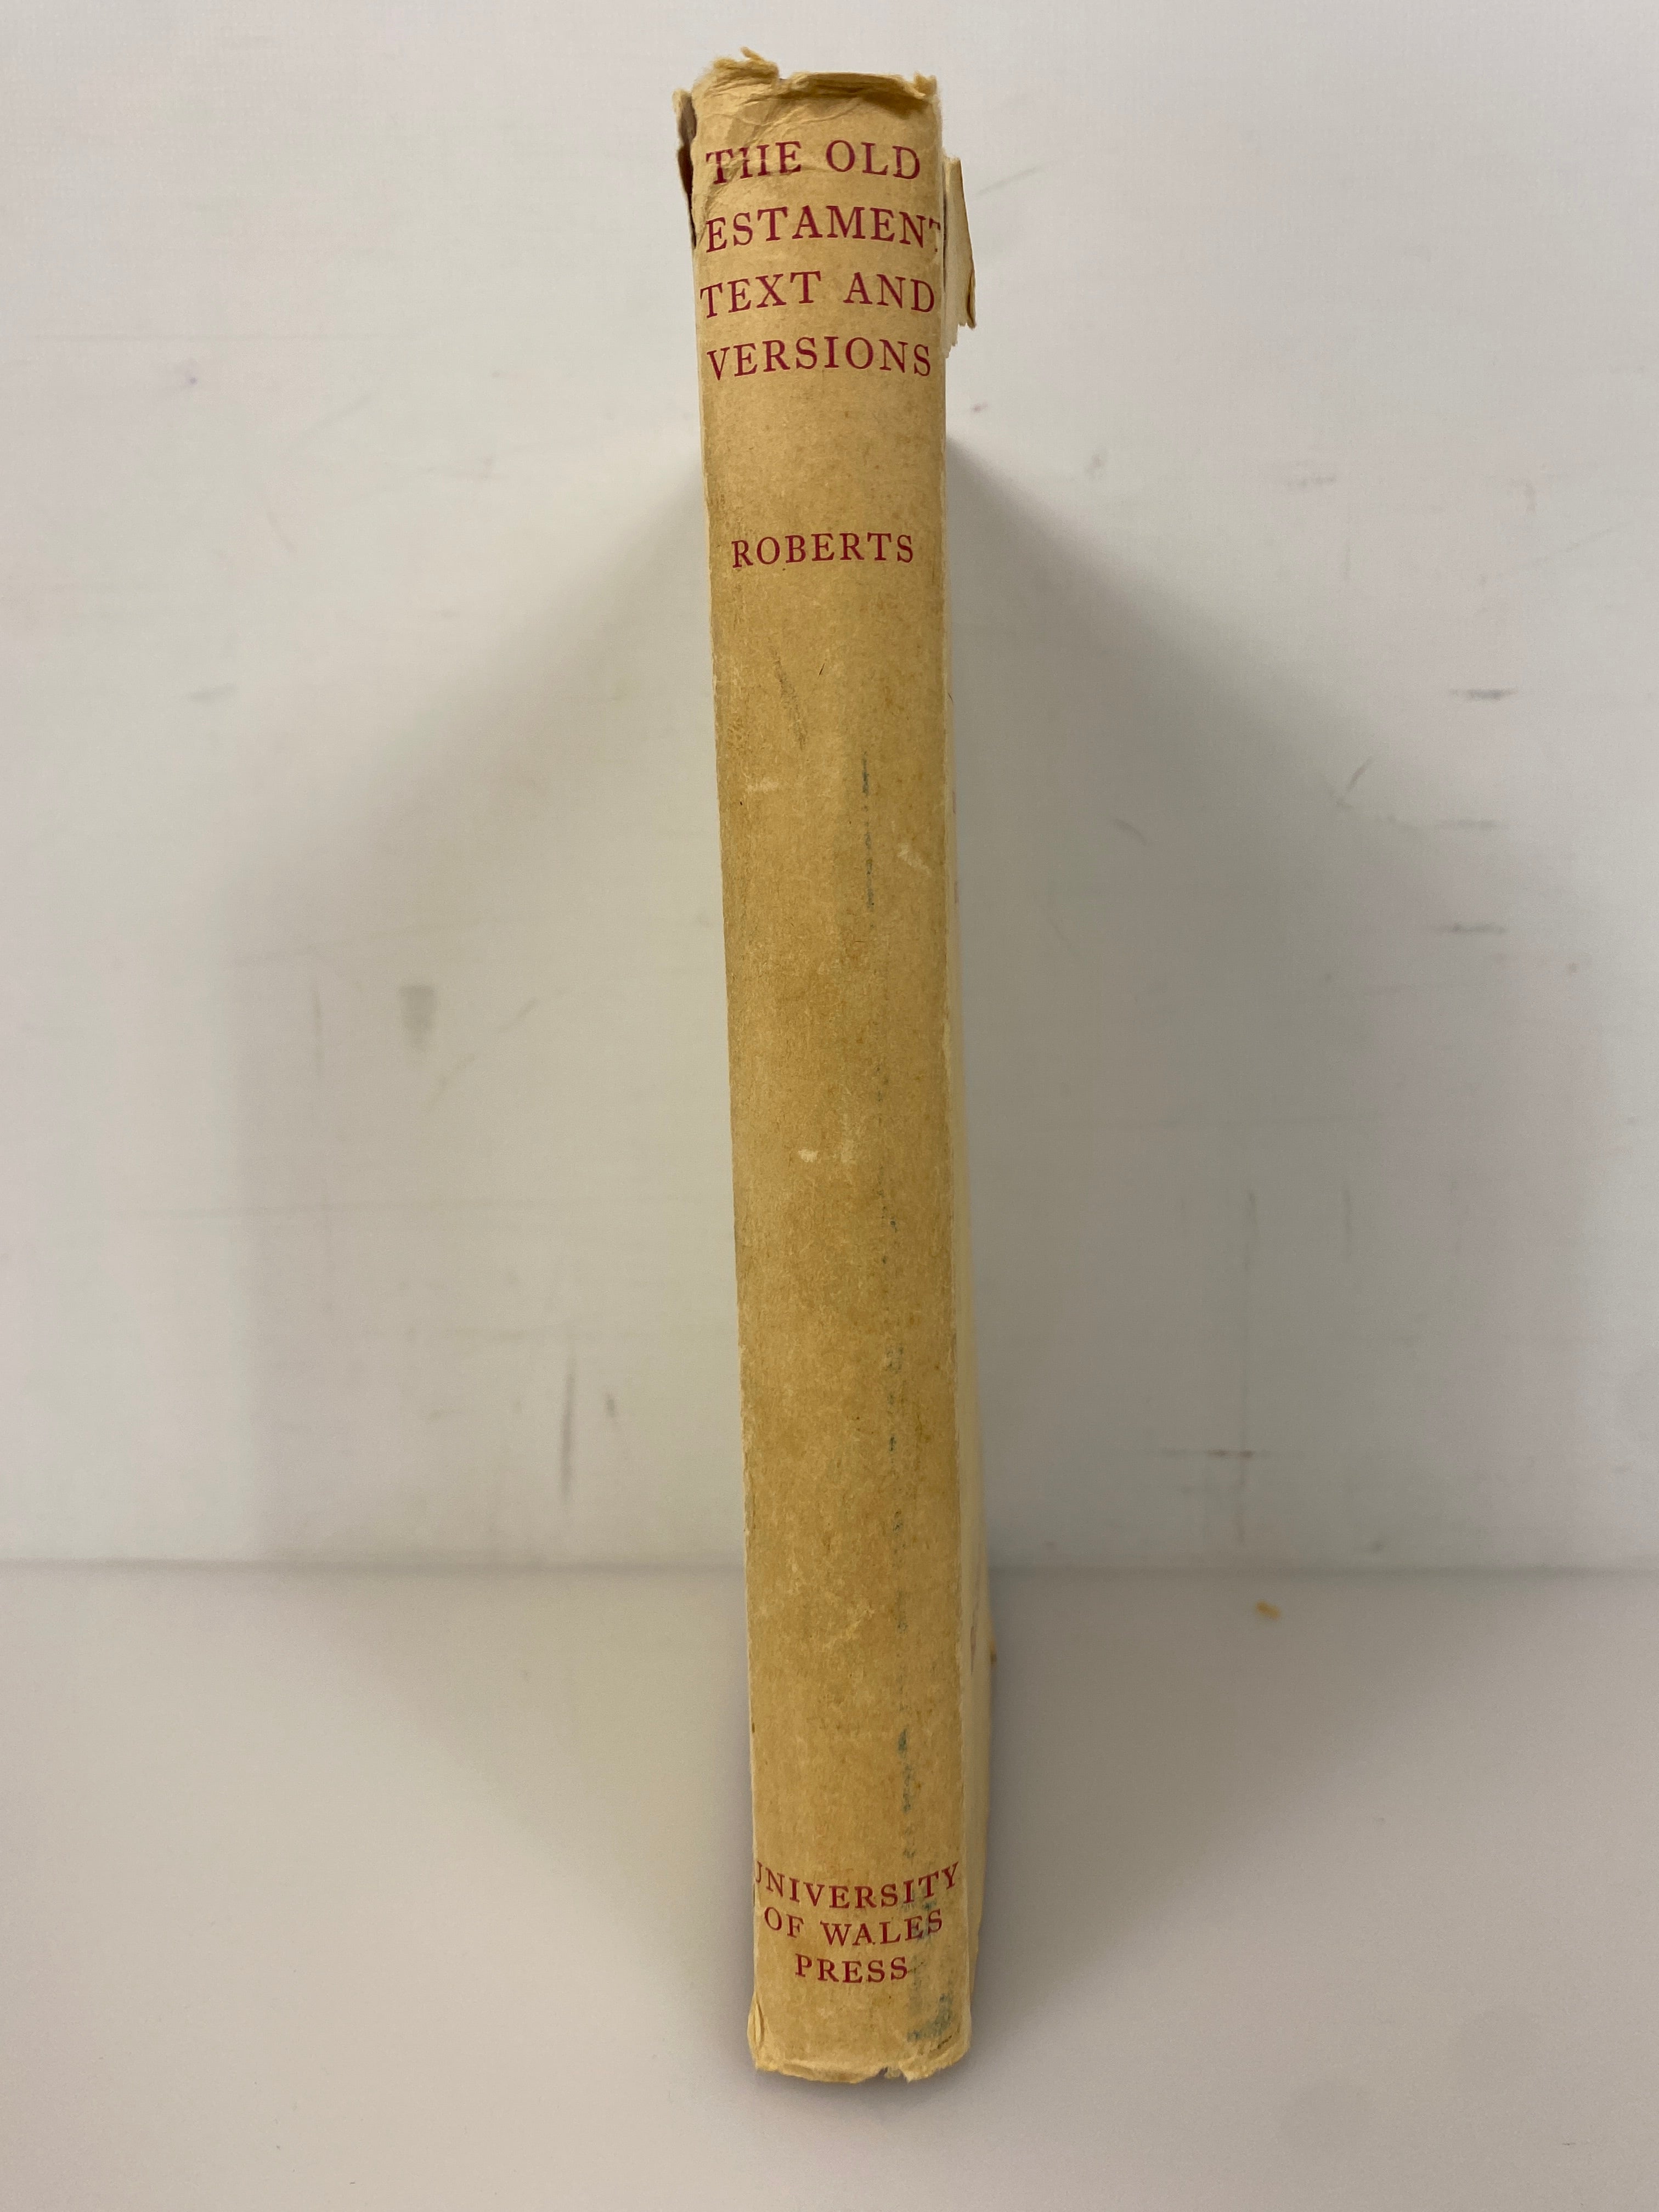 THE OLD
ESTAMENT
TEXT AND
VERSIONS
ROBERTS
UNIVERSITY
OF WALES
PRESS